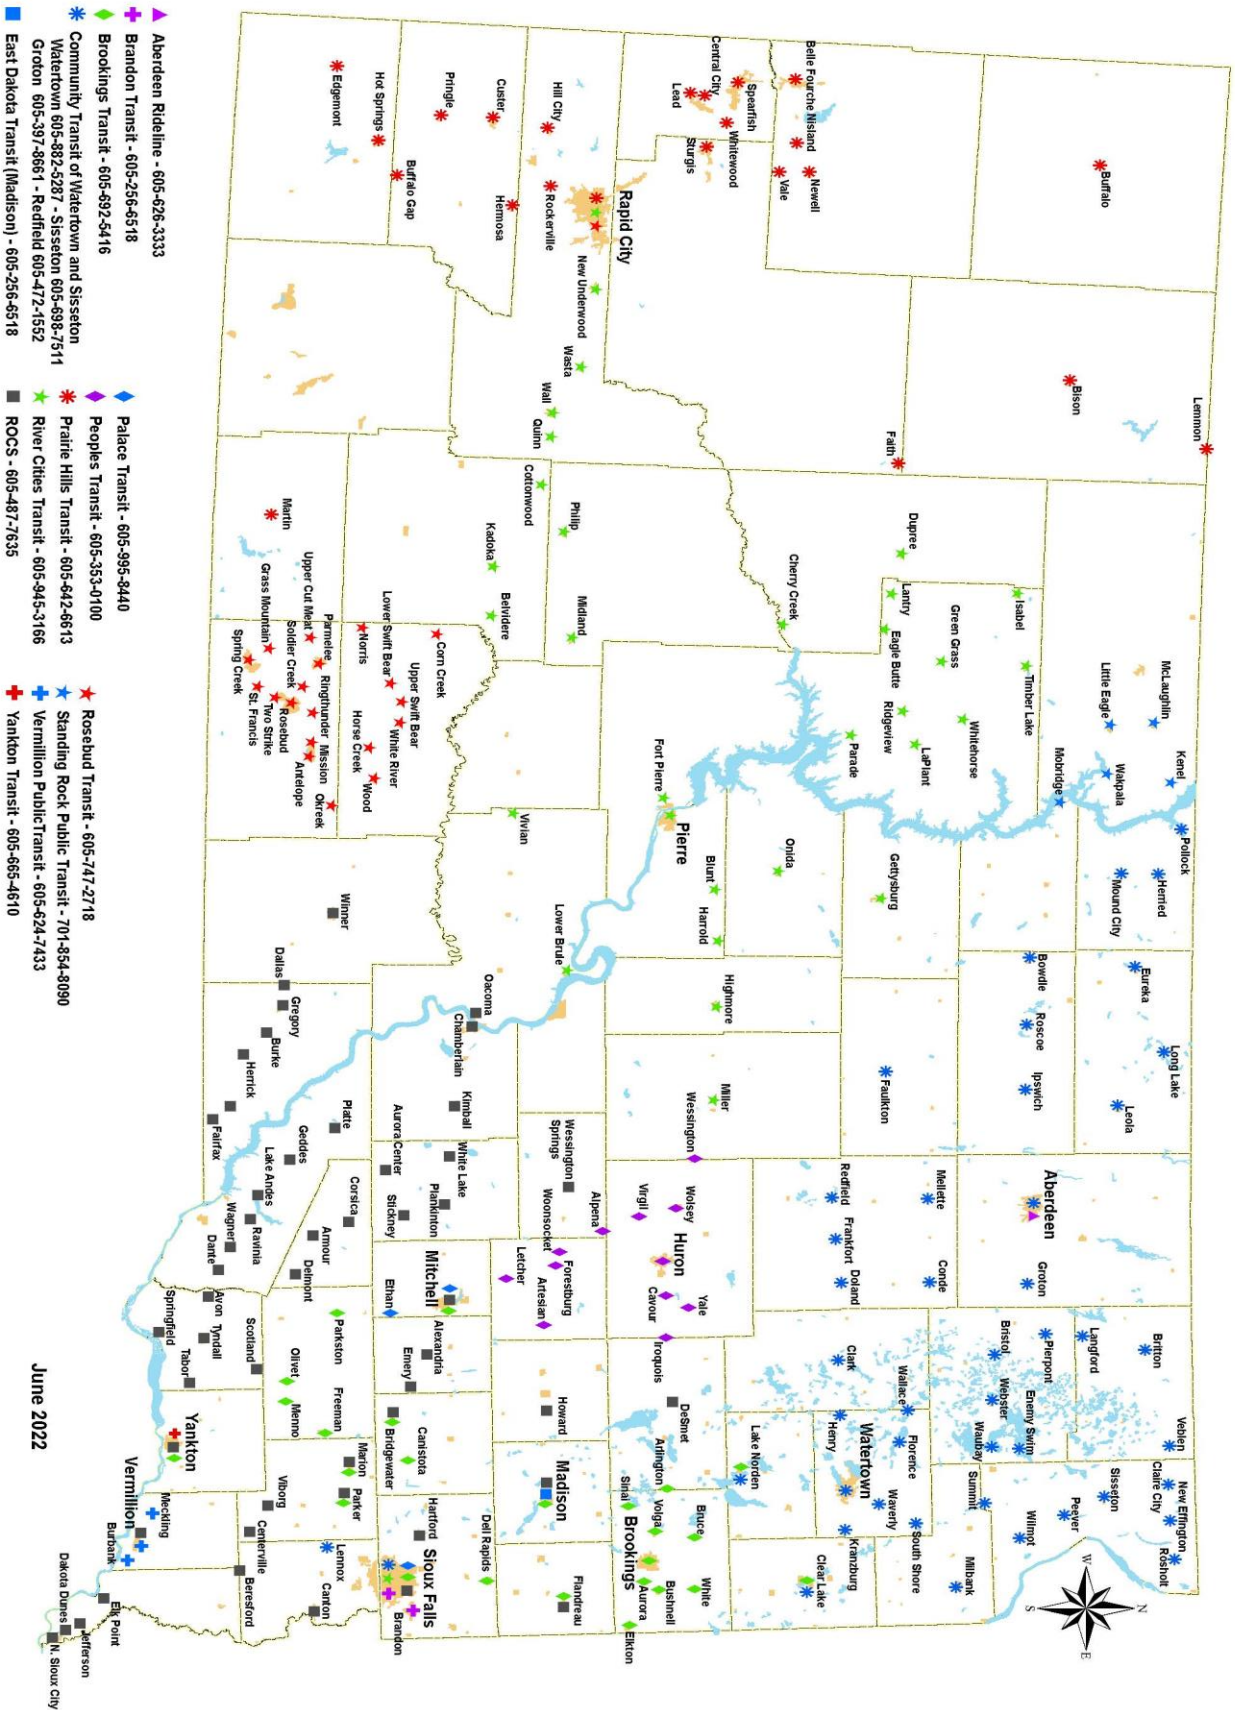 Buffalo
Bison
Lemmon
Faith
Belle Fourche
Nisland
Newell
Vale
Spearfish
Central City
Lead
Whitewood
Sturgis
Rapid City
Hill City
Rockerville
Custer
Hermosa
Pringle
Hot Springs
Buffalo Gap
Edgemont
New Underwood
Wasta
Wall
Quinn
Cottonwood
Philip
Midland
Kadoka
Belvidere
Martin
Dupree
Cherry Creek
Lantry
Eagle Butte
Isabel
Green Grass
Timber Lake
Whitehorse
Ridgeview
LaPlant
Parade
McLaughlin
Little Eagle
Kenel
Wakpala
Mobridge
Pollock
Herried
Mound City
Corn Creek
Norris
Lower Swift Bear
Upper Swift Bear
White River
Horse Creek
Wood
Upper Cut Meat
Parmelee
Grass Mountain
Soldier Creek
Ringthunder
Spring Creek
St. Francis
Two Strike
Rosebud
Mission
Antelope
Okreek
Fort Pierre
Pierre
Vivian
Blunt
Harrold
Onida
Gettysburg
Lower Brule
Highmore
Miller
Winner
Dallas
Gregory
Burke
Herrick
Fairfax
Oacoma
Chamberlain
Kimball
Platte
Geddes
Lake Andes
Wagner
Ravinia
Dante
Aurora Center
White Lake
Plankinton
Stickney
Corsica
Armour
Delmont
Wessington
Wessington
Springs
Alpena
Virgil
Wolsey
Huron
Cavour
Yale
Iroquois
Woonsocket
Forestburg
Letcher
Artesian
Mitchell
Ethan
Alexandria
Emery
Parkston
Olivet
Menno
Freeman
Avon
Tyndall
Springfield
Tabor
Scotland
Eureka
Long Lake
Leola
Bowdle
Roscoe
Ipswich
Faulkton
Aberdeen
Groton
Mellette
Conde
Redfield
Frankfort
Doland
Britton
Langford
Pierpont
Bristol
Webster
Enemy Swim
Waubay
Veblen
New Effington
Claire City
Rosholt
Sisseton
Peever
Wilmot
Summit
Milbank
Clark
Wallace
Florence
Henry
Watertown
Waverly
South Shore
Kranzburg
Lake Norden
Clear Lake
DeSmet
Arlington
Sinai
Volga
Bruce
Brookings
White
Bushnell
Aurora
Elkton
Howard
Madison
Flandreau
Dell Rapids
Canistota
Bridgewater
Hartford
Sioux Falls
Brandon
Marion
Parker
Lennox
Canton
Viborg
Centerville
Beresford
Yankton
Vermillion
Mecking
Burbank
Elk Point
Dakota Dunes
Jefferson
N. Sioux City
N
W
E
S
Aberdeen Rideline - 605-626-3333
Brandon Transit - 605-256-6518
Brookings Transit - 605-692-5416
Community Transit of Watertown and Sisseton
Watertown 605-882-5287 - Sisseton 605-698-7511
Groton 605-397-8661 - Redfield 605-472-1552
East Dakota Transit (Madison) - 605-256-6518
Palace Transit - 605-995-8440
Peoples Transit - 605-353-0100
Prairie Hills Transit - 605-642-6613
River Cities Transit - 605-945-3166
ROCS - 605-487-7635
Rosebud Transit - 605-747-2718
Standing Rock Public Transit - 701-854-8090
Vermillion PublicTransit - 605-624-7433
Yankton Transit - 605-665-4610
June 2022